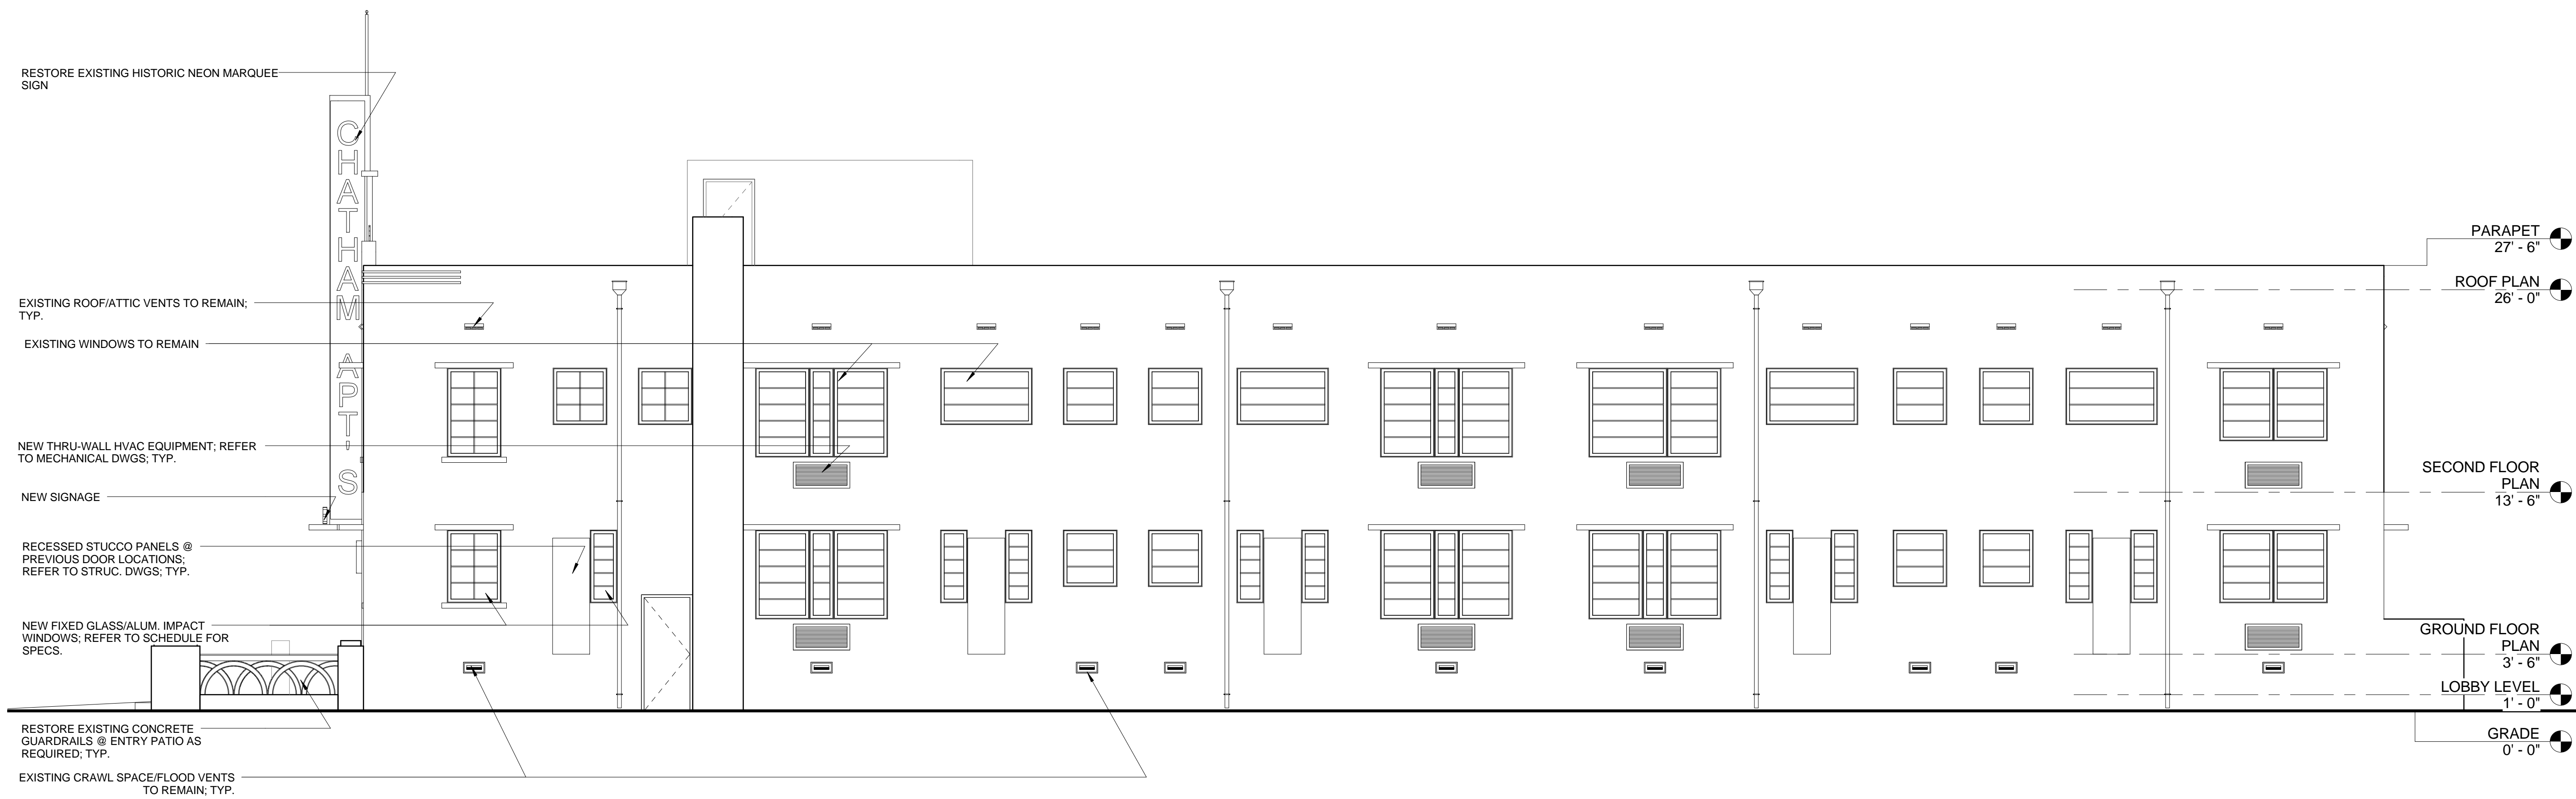 RESTORE EXISTING HISTORIC NEON MARQUEE
SIGN
CHATHAM APT'S
EXISTING ROOF/ATTIC VENTS TO REMAIN;
TYP.
EXISTING WINDOWS TO REMAIN
NEW THRU-WALL HVAC EQUIPMENT; REFER
TO MECHANICAL DWGS; TYP.
NEW SIGNAGE
RECESSED STUCCO PANELS @
PREVIOUS DOOR LOCATIONS;
REFER TO STRUC. DWGS; TYP.
NEW FIXED GLASS/ALUM. IMPACT
WINDOWS; REFER TO SCHEDULE FOR
SPECS.
RESTORE EXISTING CONCRETE
GUARDRAILS @ ENTRY PATIO AS
REQUIRED; TYP.
EXISTING CRAWL SPACE/FLOOD VENTS
TO REMAIN; TYP.
PARAPET
27' - 6"
ROOF PLAN
26' - 0"
SECOND FLOOR
PLAN
13' - 6"
GROUND FLOOR
PLAN
3' - 6"
LOBBY LEVEL
1' - 0"
GRADE
0' - 0"